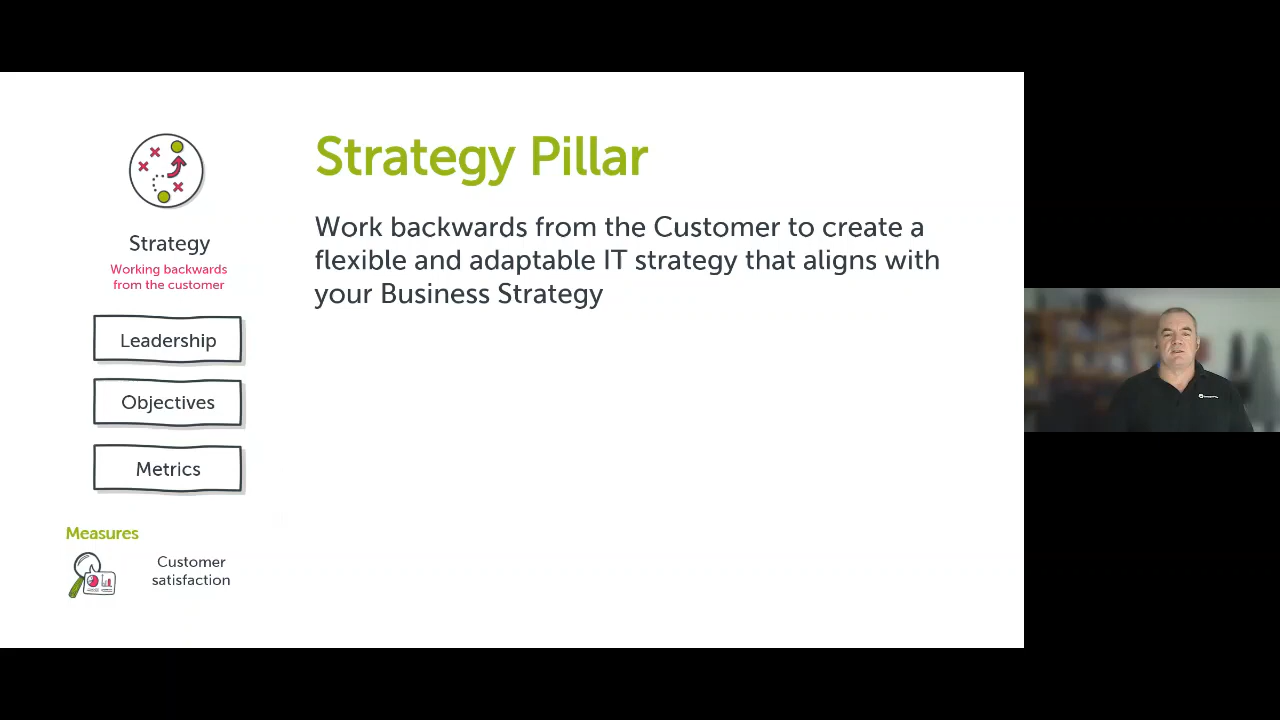 Strategy Pillar
Work backwards from the Customer to create a
flexible and adaptable IT strategy that aligns with
your Business Strategy
Strategy
Working backwards
from the customer
Leadership
Objectives
Metrics
Measures
Customer
satisfaction